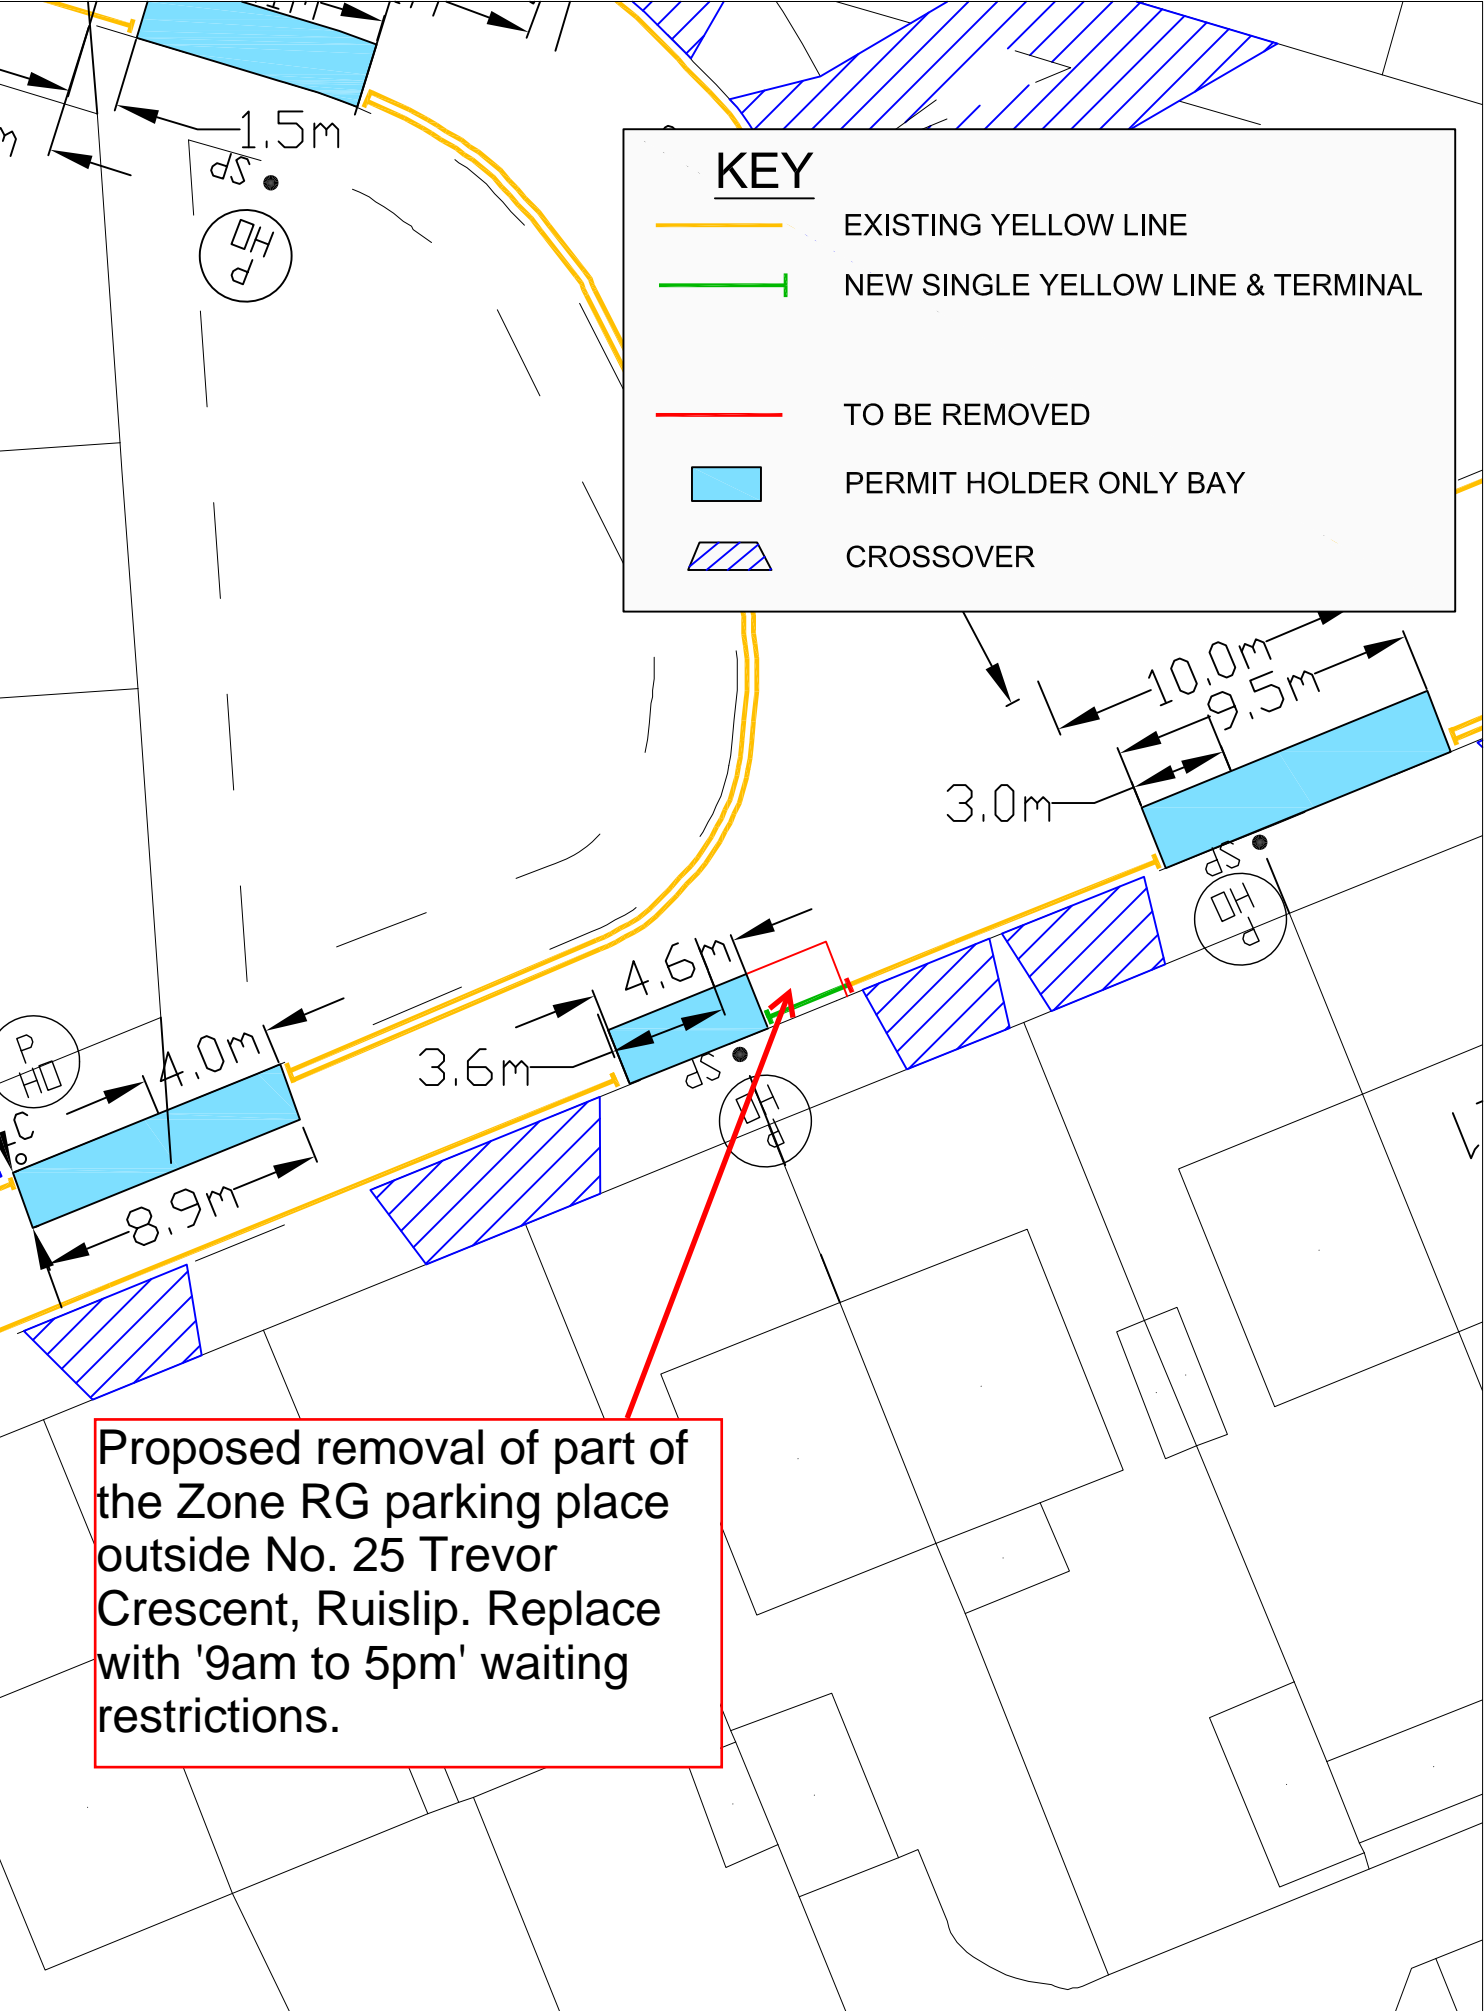 1.5m
SP
P
HO
KEY
EXISTING YELLOW LINE
NEW SINGLE YELLOW LINE & TERMINAL
TO BE REMOVED
PERMIT HOLDER ONLY BAY
CROSSOVER
10.0m
9.5m
3.0m
SP
P
HO
4.6m
3.6m
SP
P
HO
P
HO
4.0m
8.9m
Proposed removal of part of
the Zone RG parking place
outside No. 25 Trevor
Crescent, Ruislip. Replace
with '9am to 5pm' waiting
restrictions.